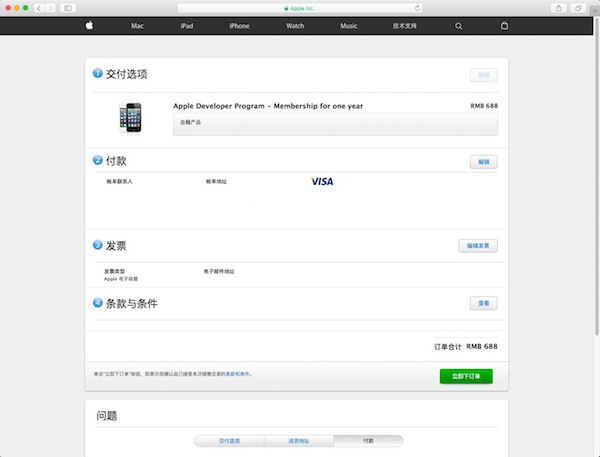 Apple Inc.
Mac iPad iPhone Watch Music 技术支持
1 交付选项
编辑
Apple Developer Program - Membership for one year RMB 688
会籍产品
2 付款 编辑
帐单联系人 帐单地址 VISA
3 发票 编辑发票
发票类型 电子邮件地址
Apple 电子收据
4 条款与条件 查看
订单合计 RMB 688
单击“立即下订单”按钮，即表示您确认自己接受本次销售交易的条款和条件。 立即下订单
问题
交付选项 送货地址 付款